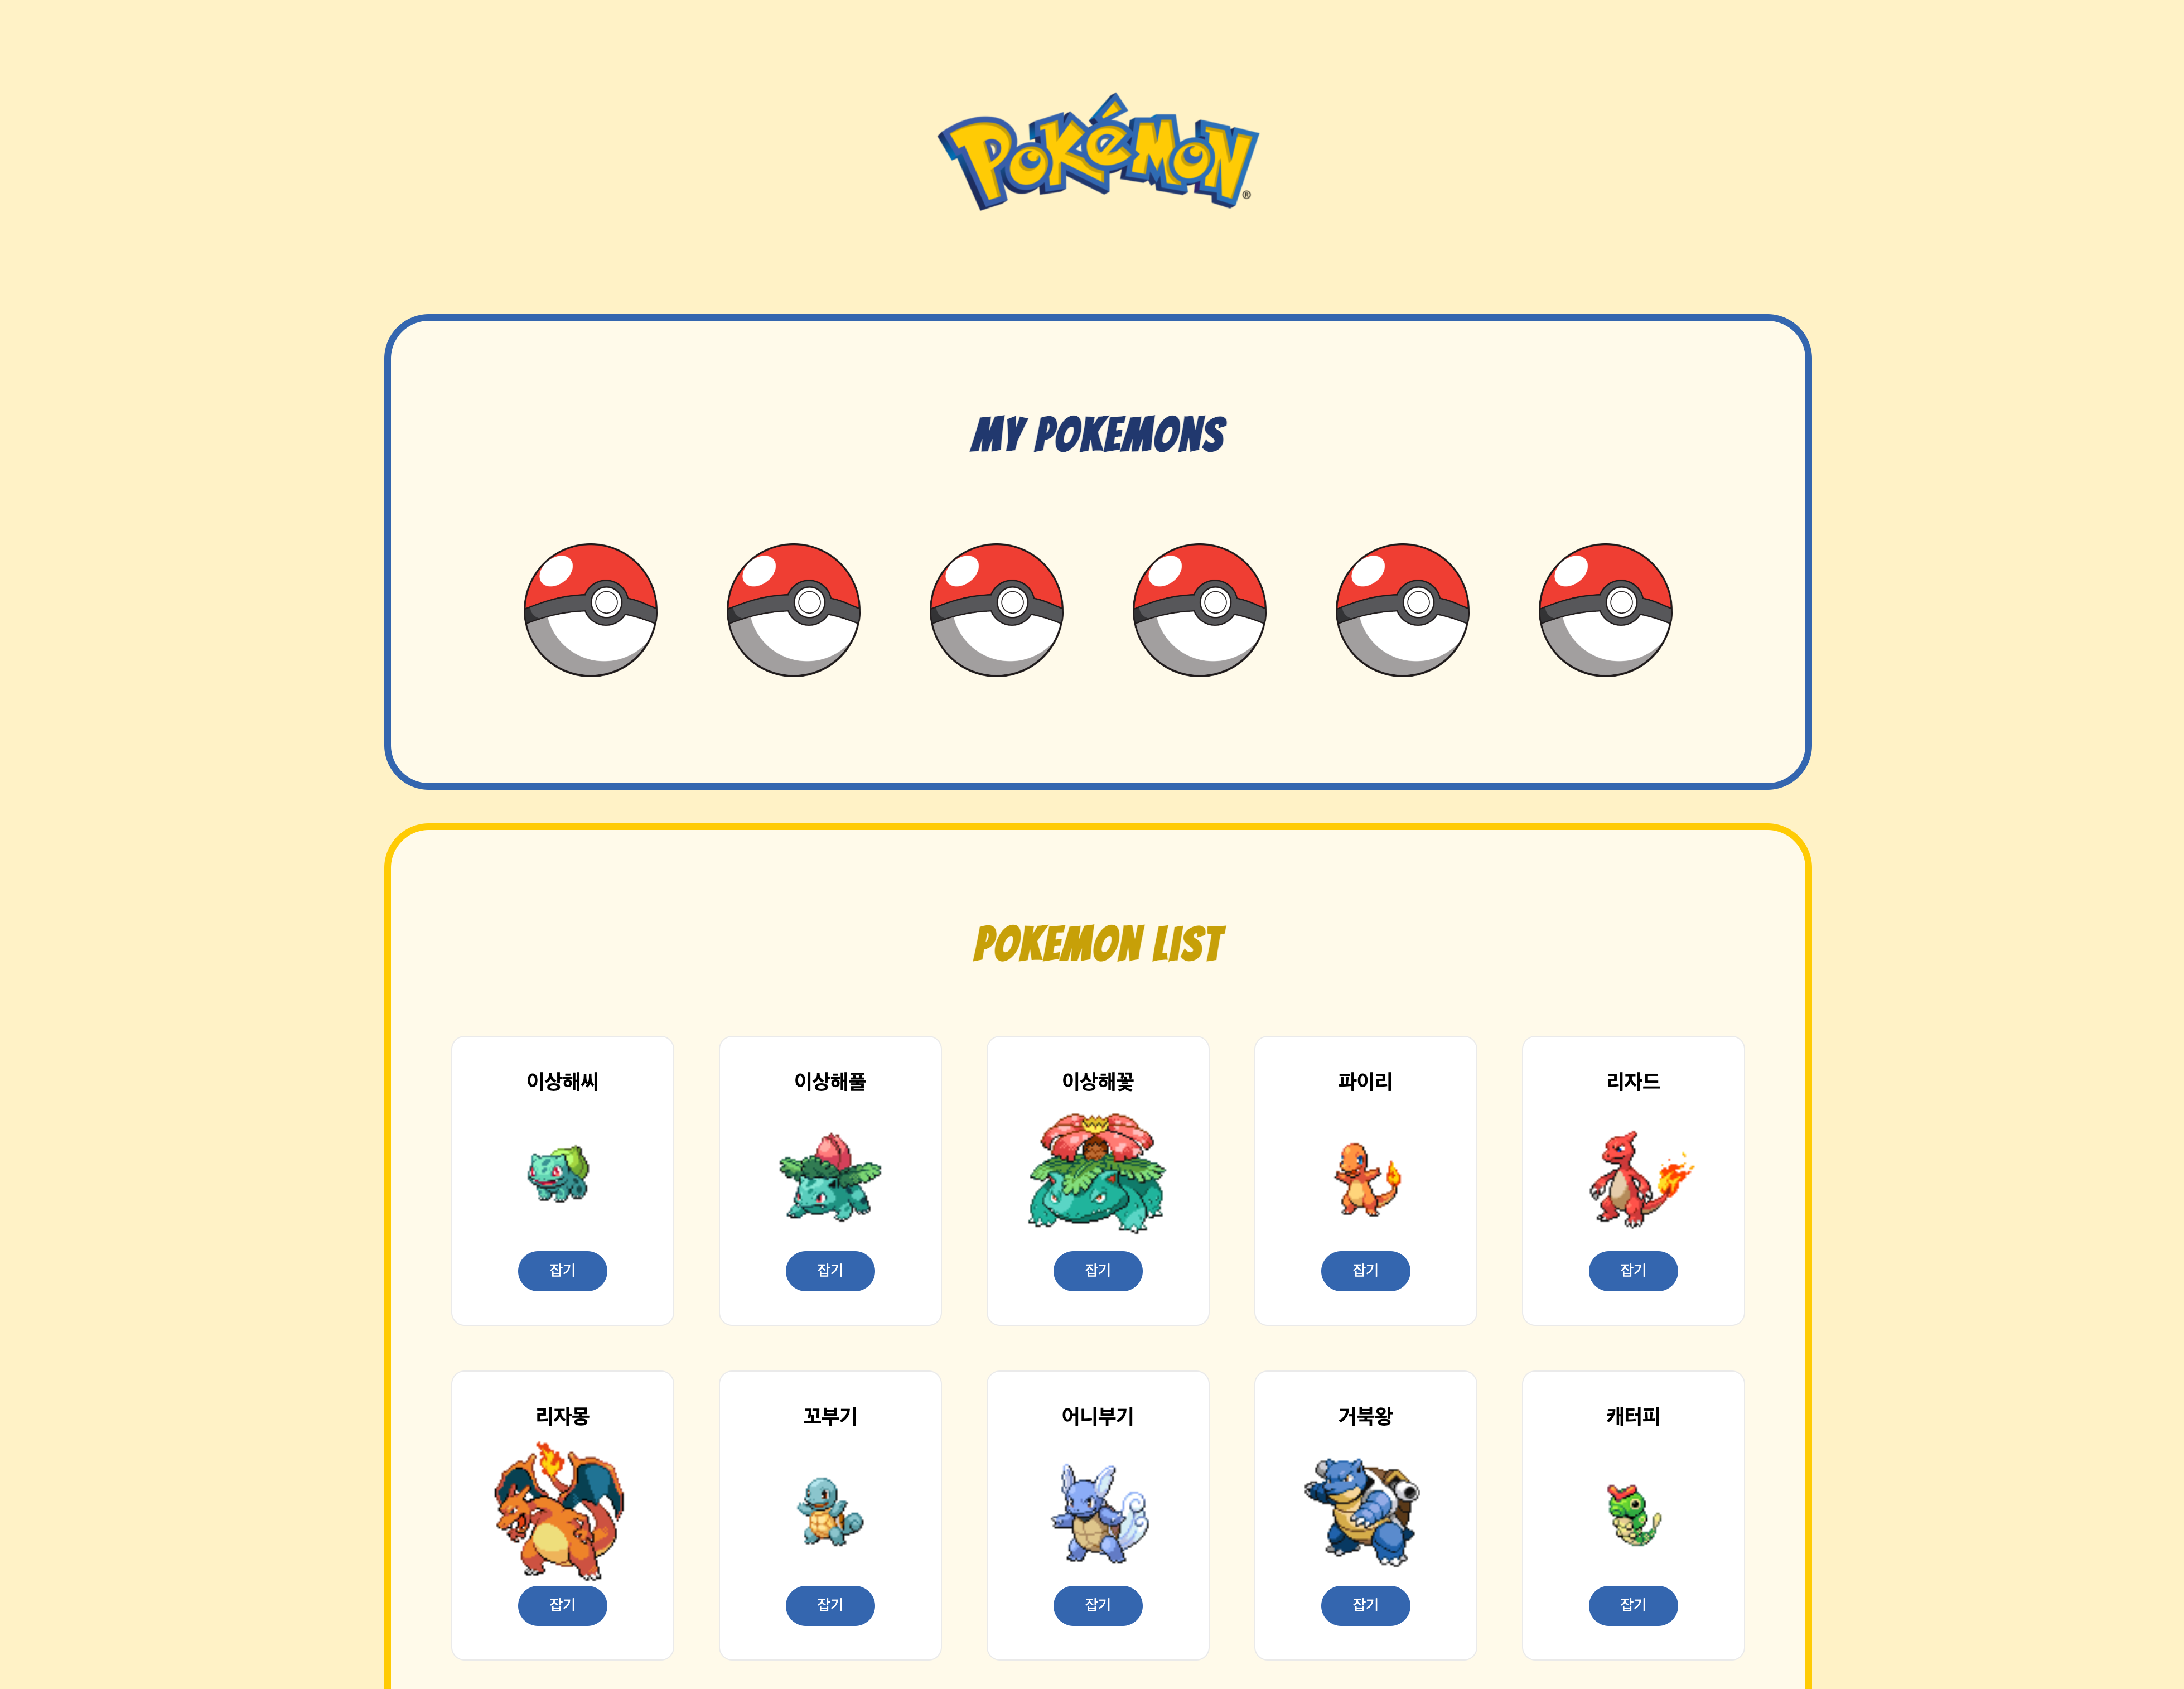 POKéMON®
MY POKEMONS
POKEMON LIST
이상해씨
이상해풀
이상해꽃
파이리
리자드
잡기
잡기
잡기
잡기
잡기
리자몽
꼬부기
어니부기
거북왕
캐터피
잡기
잡기
잡기
잡기
잡기